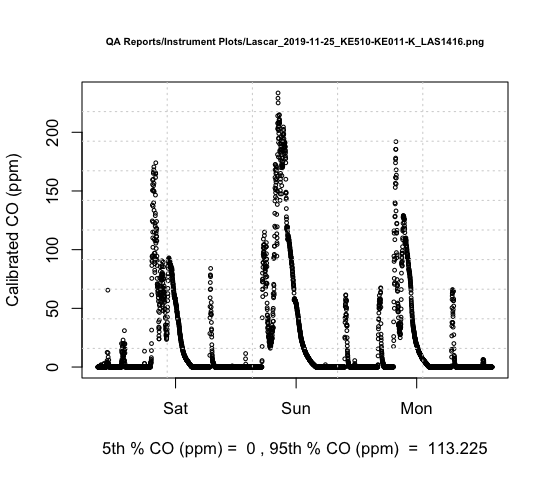 QA Reports/Instrument Plots/Lascar_2019-11-25_KE510-KE011-K_LAS1416.png
Calibrated CO (ppm)
200
150
100
50
0
Sat Sun Mon
5th % CO (ppm) = 0 , 95th % CO (ppm) = 113.225